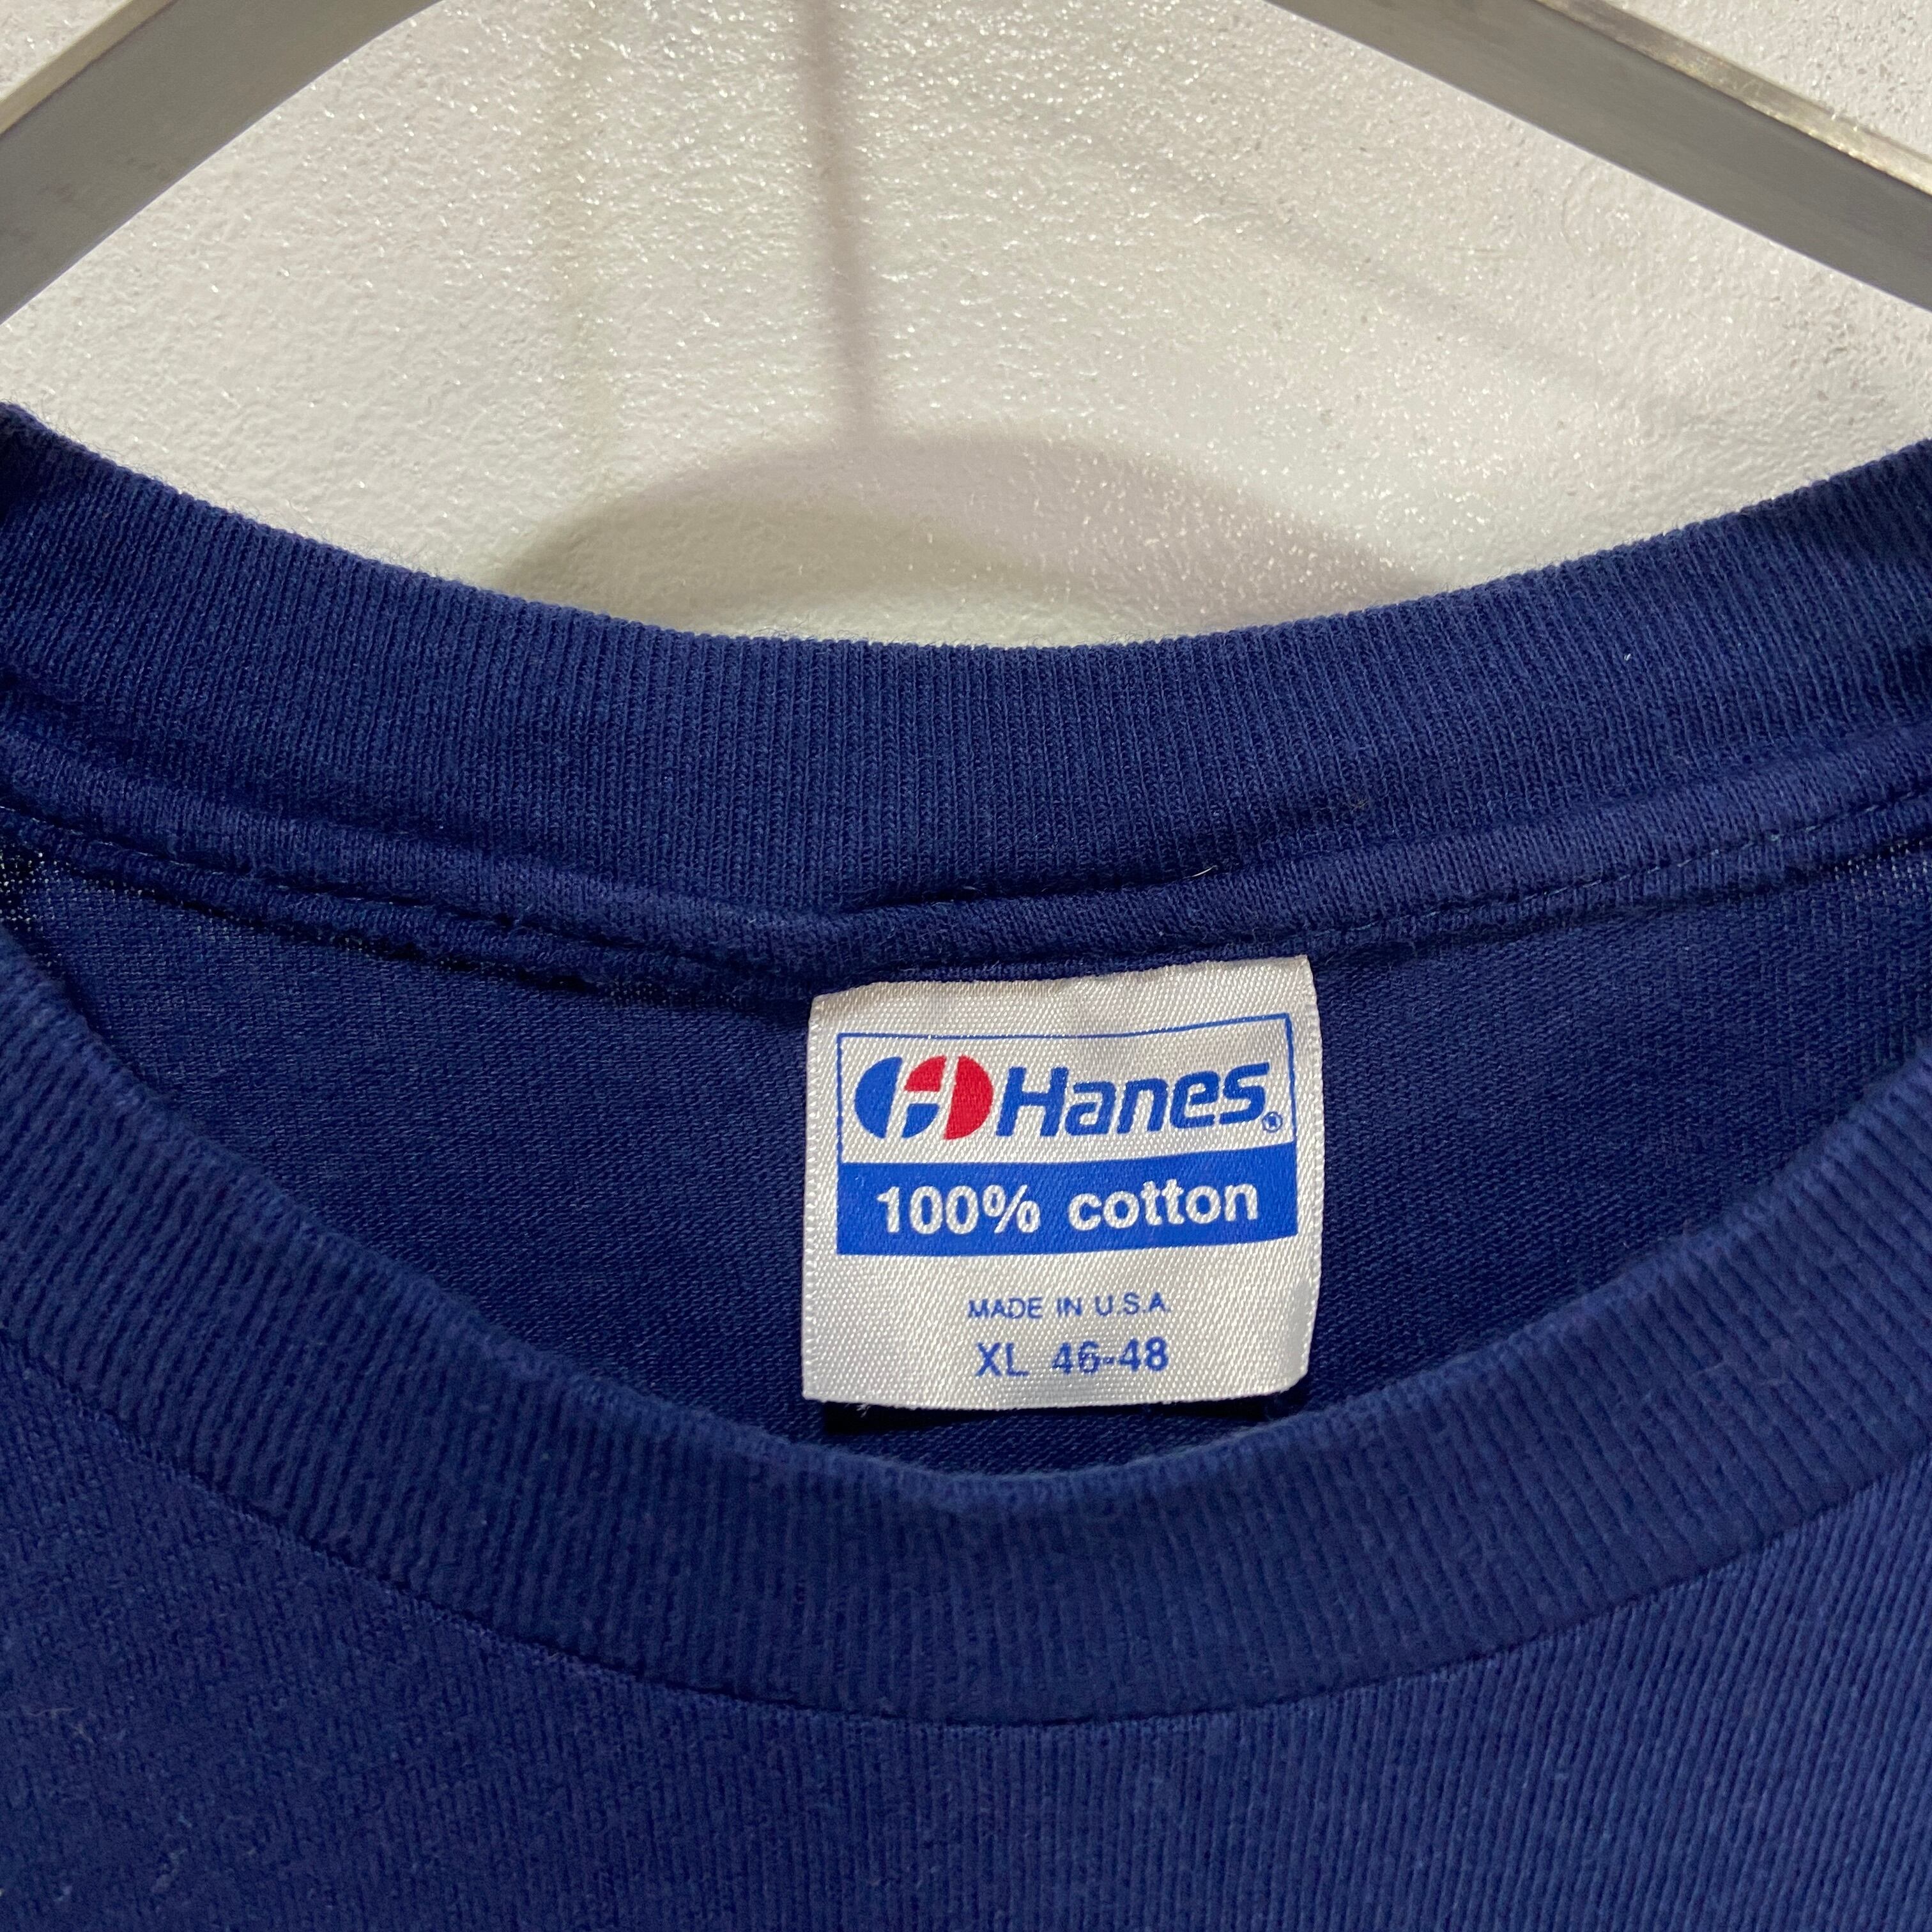 Hanes®
100% cotton
MADE IN U.S.A.
XL 46-48